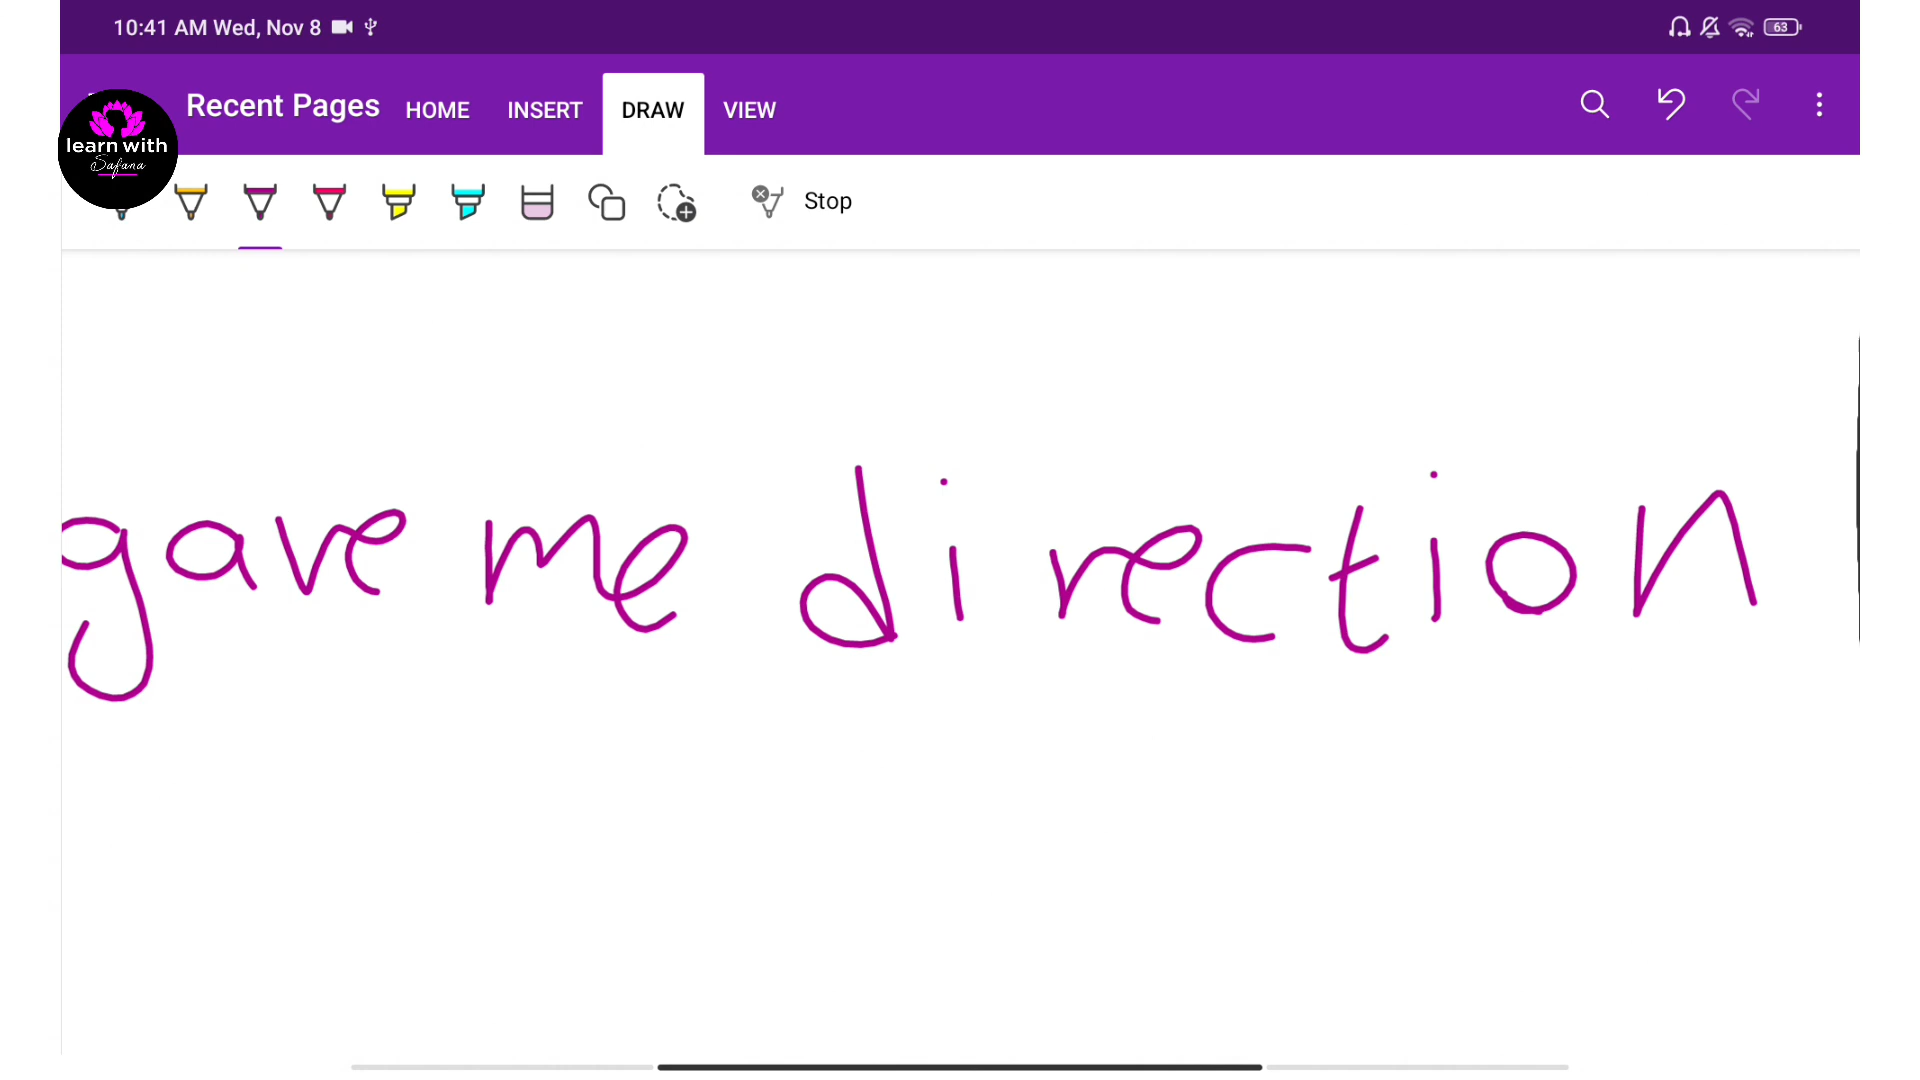 10:41 AM Wed, Nov 8
63
Recent Pages HOME INSERT DRAW VIEW
learn with
Safana
Stop
gave me direction